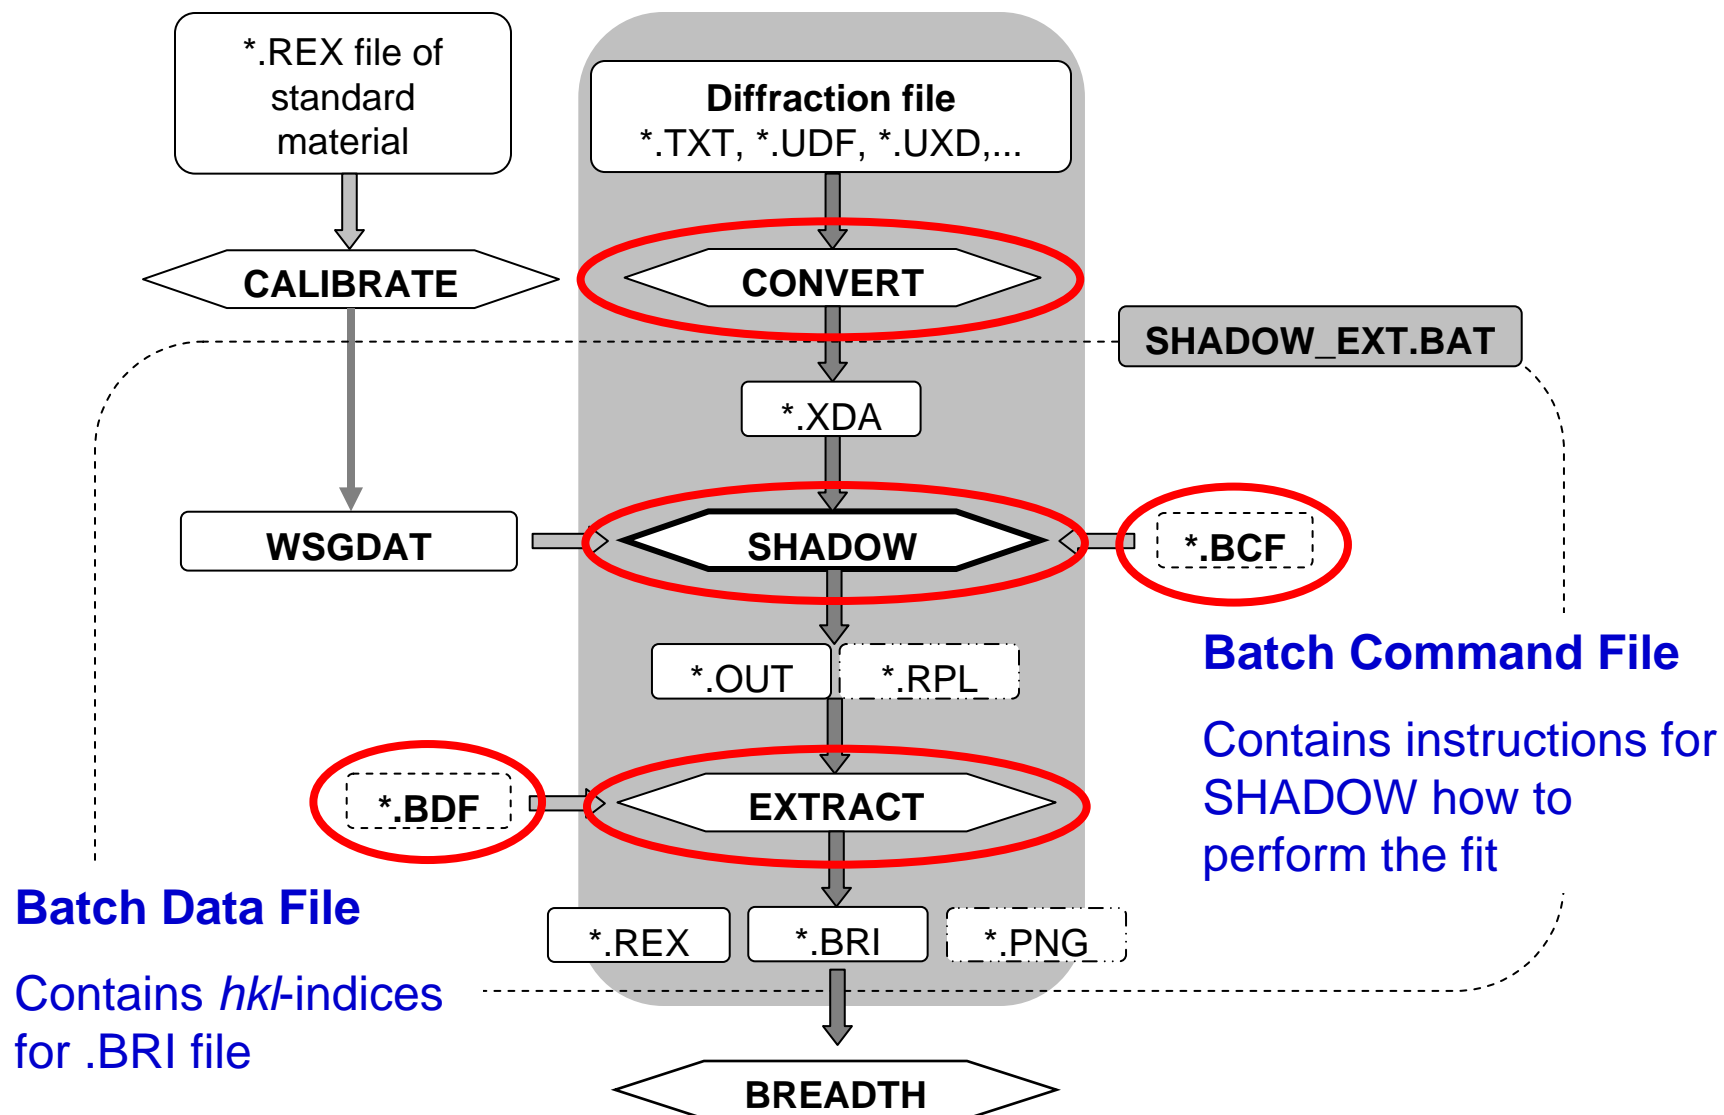 *.REX file of
standard
material
Diffraction file
*.TXT, *.UDF, *.UXD,...
CALIBRATE
CONVERT
SHADOW_EXT.BAT
*.XDA
WSGDAT
SHADOW
*.BCF
*.OUT
*.RPL
Batch Command File
Contains instructions for
SHADOW how to
perform the fit
*.BDF
EXTRACT
Batch Data File
Contains hkl-indices
for .BRI file
*.REX
*.BRI
*.PNG
BREADTH